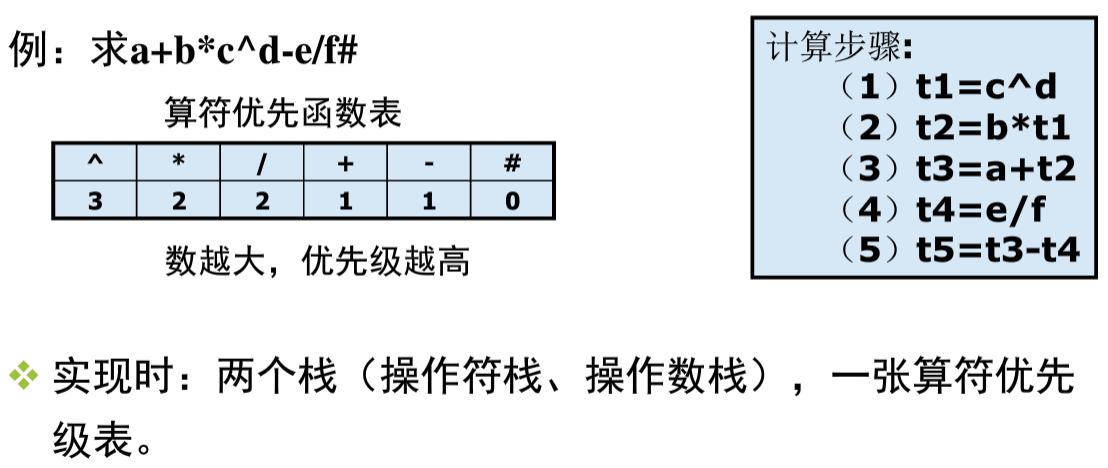 例：求a+b*c^d-e/f#
算符优先函数表
^ * / + - #
3 2 2 1 1 0
数越大，优先级越高
计算步骤:
（1）t1=c^d
（2）t2=b*t1
（3）t3=a+t2
（4）t4=e/f
（5）t5=t3-t4
实现时：两个栈（操作符栈、操作数栈），一张算符优先
级表。